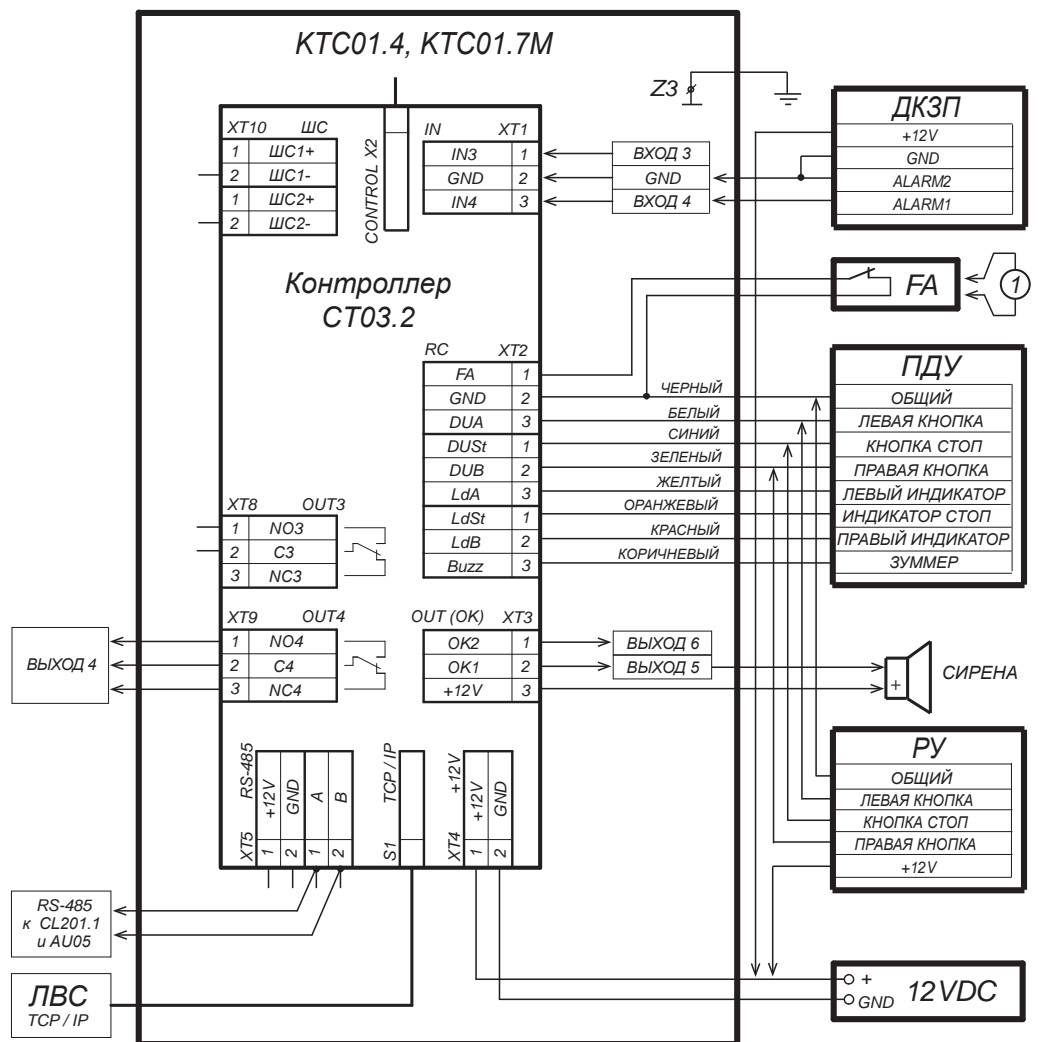 КТС01.4, КТС01.7М
Z3
ХТ10 ШС
1 ШС1+
2 ШС1-
1 ШС2+
2 ШС2-
CONTROL X2
IN XT1
IN3 1
GND 2
IN4 3
ВХОД 3
GND
ВХОД 4
ДКЗП
+12V
GND
ALARM2
ALARM1
Контроллер
СТ03.2
FA
1
RC XT2
FA 1
GND 2
DUA 3
DUSt 1
DUB 2
LdA 3
LdSt 1
LdB 2
Buzz 3
ЧЕРНЫЙ
БЕЛЫЙ
СИНИЙ
ЗЕЛЕНЫЙ
ЖЕЛТЫЙ
ОРАНЖЕВЫЙ
КРАСНЫЙ
КОРИЧНЕВЫЙ
ПДУ
ОБЩИЙ
ЛЕВАЯ КНОПКА
КНОПКА СТОП
ПРАВАЯ КНОПКА
ЛЕВЫЙ ИНДИКАТОР
ИНДИКАТОР СТОП
ПРАВЫЙ ИНДИКАТОР
ЗУММЕР
XT8 OUT3
1 NO3
2 C3
3 NC3
XT9 OUT4
1 NO4
2 C4
3 NC4
ВЫХОД 4
OUT (OK) XT3
OK2 1
OK1 2
+12V 3
ВЫХОД 6
ВЫХОД 5
+
СИРЕНА
РУ
ОБЩИЙ
ЛЕВАЯ КНОПКА
КНОПКА СТОП
ПРАВАЯ КНОПКА
+12V
XT5 RS-485
1 +12V
2 GND
1 A
2 B
S1 TCP / IP
XT4 +12V
1 +12V
2 GND
RS-485
к CL201.1
и AU05
ЛВС
TCP / IP
+
GND
12VDC